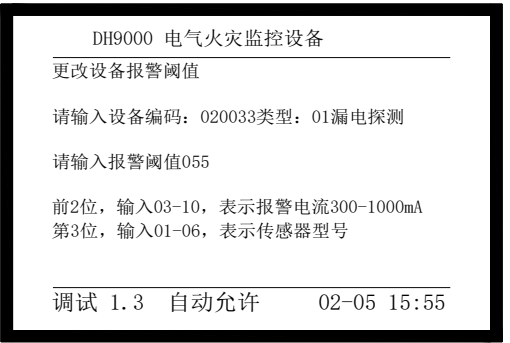 DH9000 电气火灾监控设备
更改设备报警阈值
请输入设备编码：020033类型：01漏电探测
请输入报警阈值055
前2位，输入03-10，表示报警电流300-1000mA
第3位，输入01-06，表示传感器型号
调试 1.3 自动允许 02-05 15:55